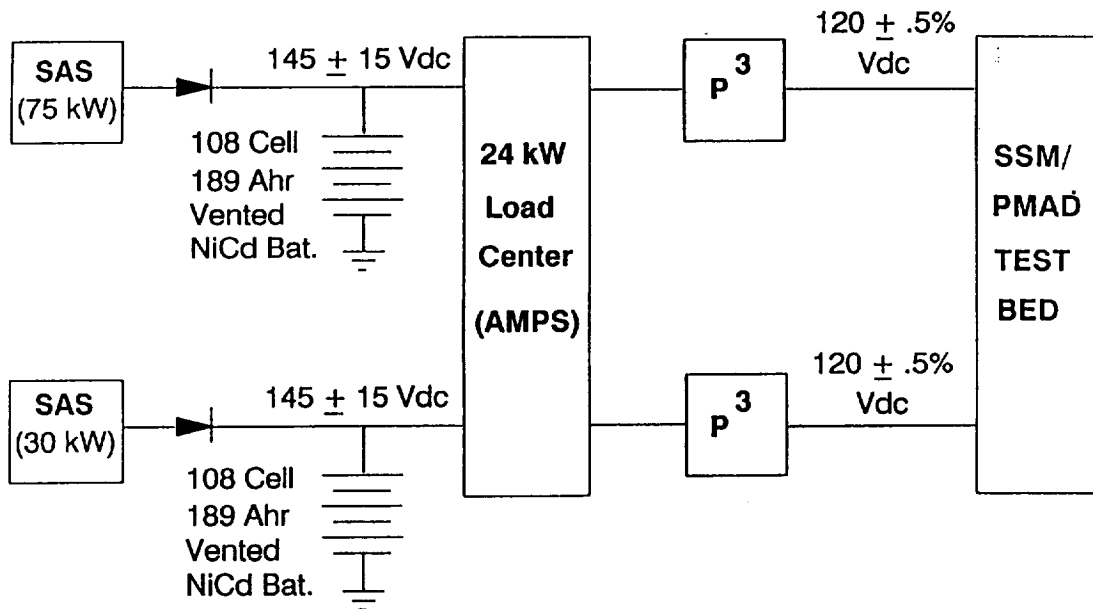 SAS
(75 kW)
145 ± 15 Vdc
108 Cell
189 Ahr
Vented
NiCd Bat.
24 kW
Load
Center
(AMPS)
P³
120 ± .5%
Vdc
SSM/
PMAD
TEST
BED
SAS
(30 kW)
145 ± 15 Vdc
108 Cell
189 Ahr
Vented
NiCd Bat.
P³
120 ± .5%
Vdc